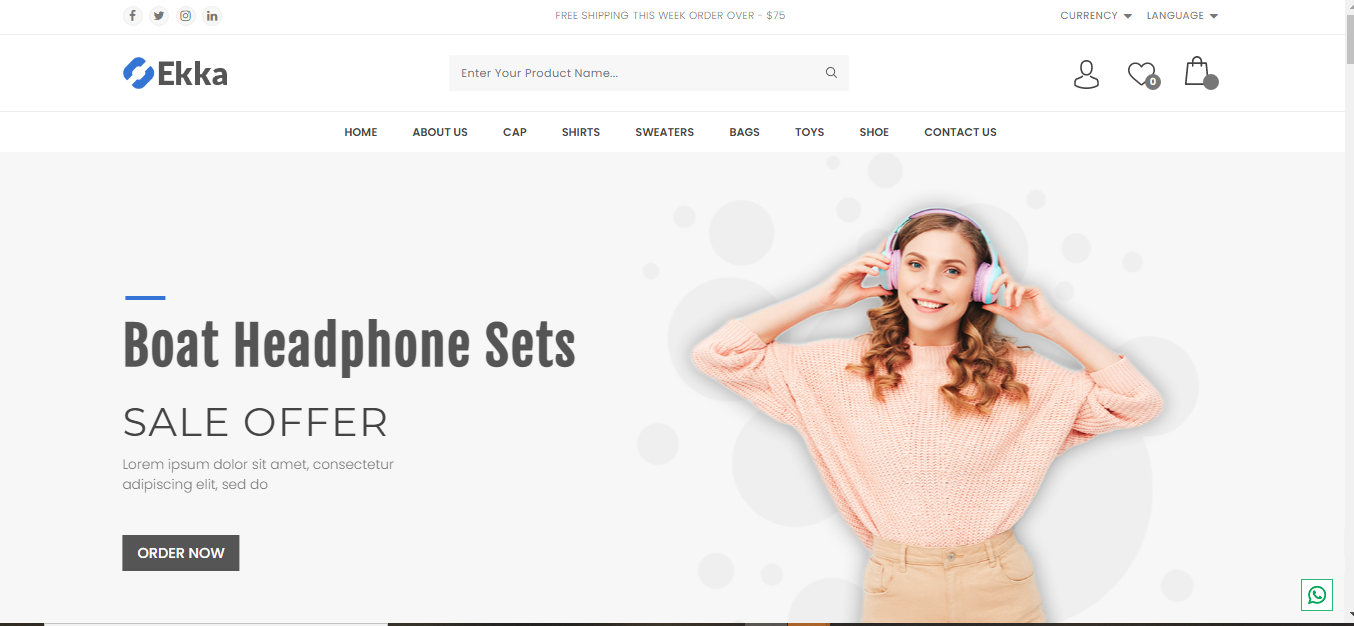 FREE SHIPPING THIS WEEK ORDER OVER - $75
CURRENCY
LANGUAGE
Ekka
Enter Your Product Name...
0
HOME
ABOUT US
CAP
SHIRTS
SWEATERS
BAGS
TOYS
SHOE
CONTACT US
Boat Headphone Sets
SALE OFFER
Lorem ipsum dolor sit amet, consectetur
adipiscing elit, sed do
ORDER NOW